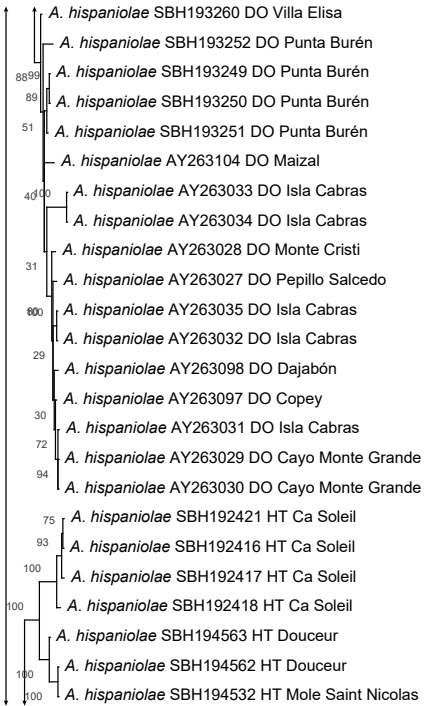 A. hispaniolae SBH193260 DO Villa Elisa
A. hispaniolae SBH193252 DO Punta Burén
8899
A. hispaniolae SBH193249 DO Punta Burén
89
A. hispaniolae SBH193250 DO Punta Burén
51
A. hispaniolae SBH193251 DO Punta Burén
A. hispaniolae AY263104 DO Maizal
40
100
A. hispaniolae AY263033 DO Isla Cabras
A. hispaniolae AY263034 DO Isla Cabras
A. hispaniolae AY263028 DO Monte Cristi
31
A. hispaniolae AY263027 DO Pepillo Salcedo
A. hispaniolae AY263035 DO Isla Cabras
A. hispaniolae AY263032 DO Isla Cabras
29
A. hispaniolae AY263098 DO Dajabón
A. hispaniolae AY263097 DO Copey
30
A. hispaniolae AY263031 DO Isla Cabras
72
A. hispaniolae AY263029 DO Cayo Monte Grande
94
A. hispaniolae AY263030 DO Cayo Monte Grande
75
A. hispaniolae SBH192421 HT Ca Soleil
93
A. hispaniolae SBH192416 HT Ca Soleil
100
A. hispaniolae SBH192417 HT Ca Soleil
100
A. hispaniolae SBH192418 HT Ca Soleil
A. hispaniolae SBH194563 HT Douceur
100
A. hispaniolae SBH194562 HT Douceur
100
A. hispaniolae SBH194532 HT Mole Saint Nicolas